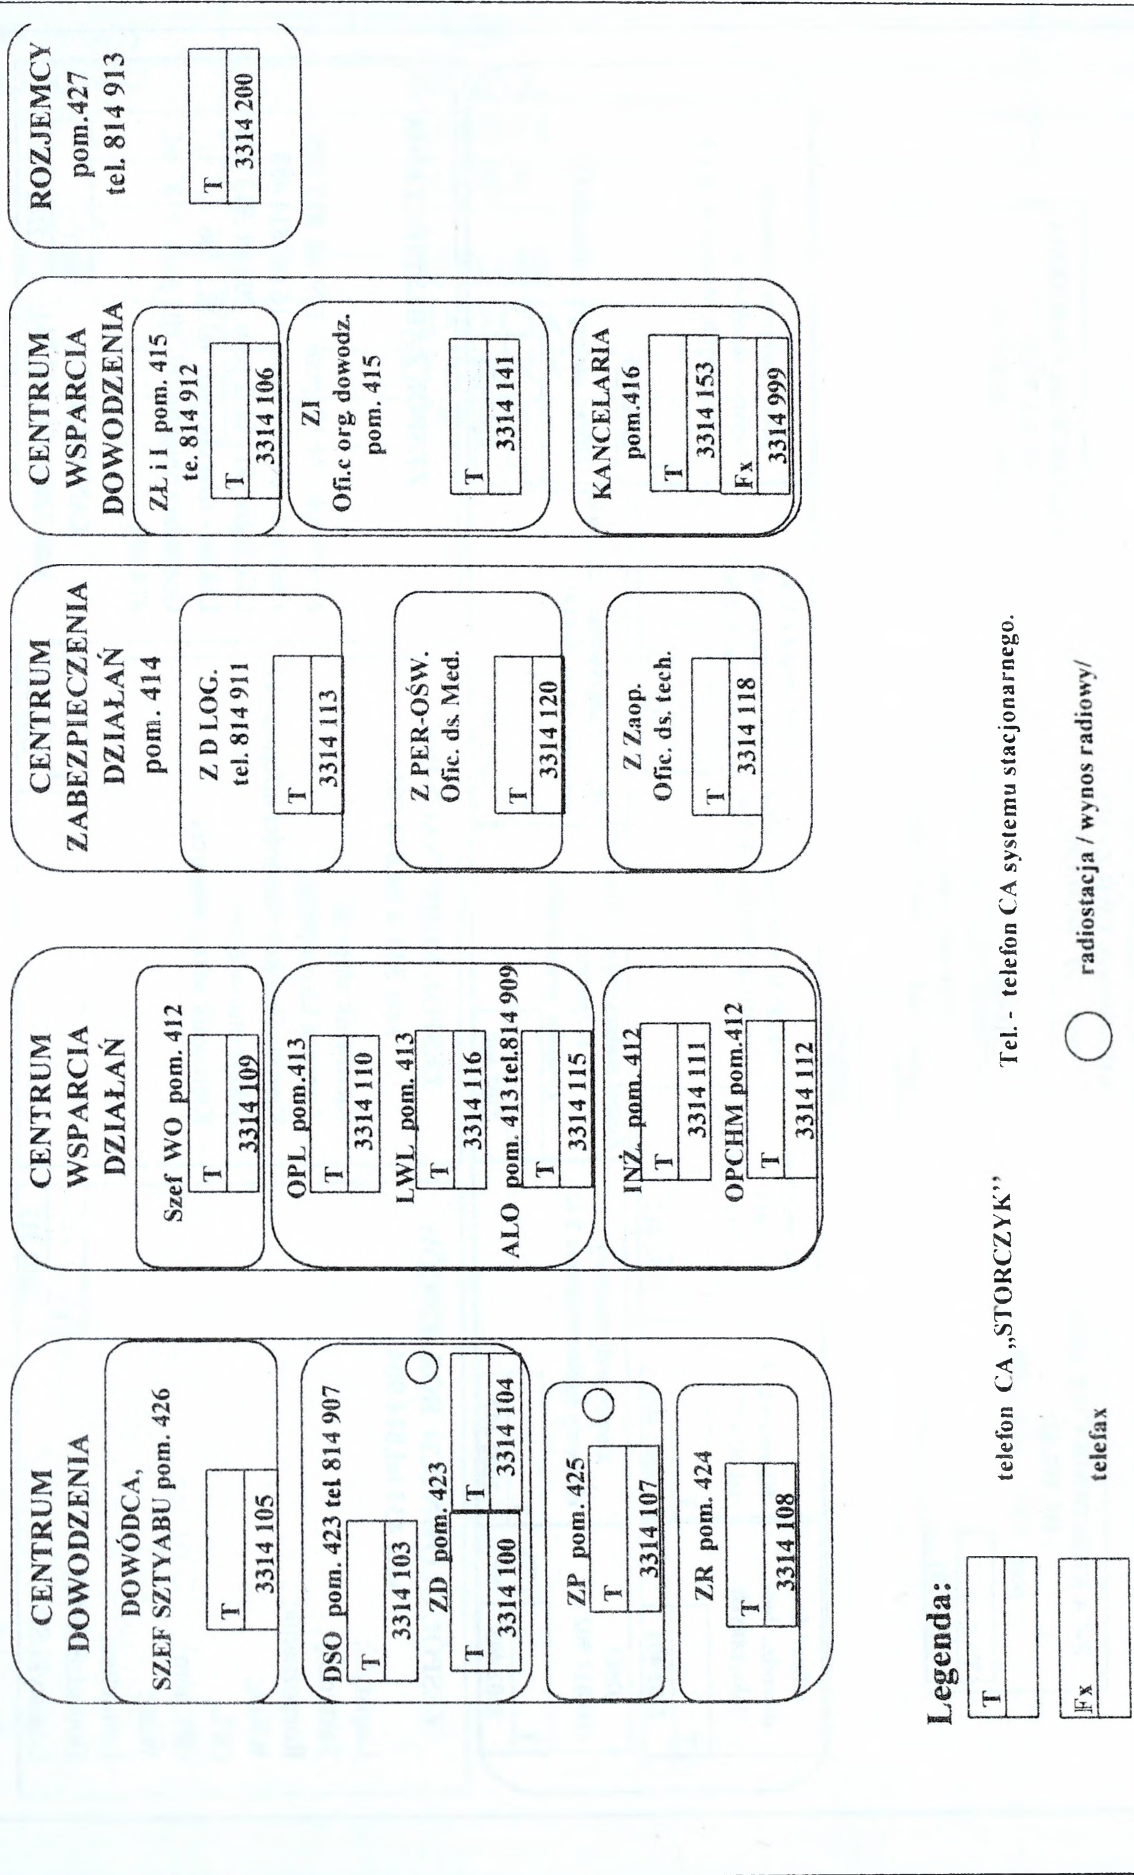 CENTRUM
DOWODZENIA
DOWÓDCA,
SZEF SZTYABU pom. 426
T
3314 105
DSO pom. 423 tel 814 907
T
3314 103
ZD pom. 423
T
3314 100
T
3314 104
ZP pom. 425
T
3314 107
ZR pom. 424
T
3314 108
CENTRUM
WSPARCIA
DZIAŁAŃ
Szef WO pom. 412
T
3314 109
OPL pom.413
T
3314 110
LWL pom. 413
T
3314 116
ALO pom. 413 tel.814 909
T
3314 115
INŻ. pom. 412
T
3314 111
OPCHM pom.412
T
3314 112
CENTRUM
ZABEZPIECZENIA
DZIAŁAŃ
pom. 414
Z D LOG.
tel. 814 911
T
3314 113
Z PER-OŚW.
Ofic. ds. Med.
T
3314 120
Z Zaop.
Ofic. ds. tech.
T
3314 118
CENTRUM
WSPARCIA
DOWODZENIA
ZŁ i I pom. 415
te. 814 912
T
3314 106
ZI
Ofi.c org. dowodz.
pom. 415
T
3314 141
KANCELARIA
pom.416
T
3314 153
Fx
3314 999
ROZJEMCY
pom.427
tel. 814 913
T
3314 200
Legenda:
T
telefon CA „STORCZYK”
Tel. - telefon CA systemu stacjonarnego.
Fx
telefax
radiostacja / wynos radiowy/